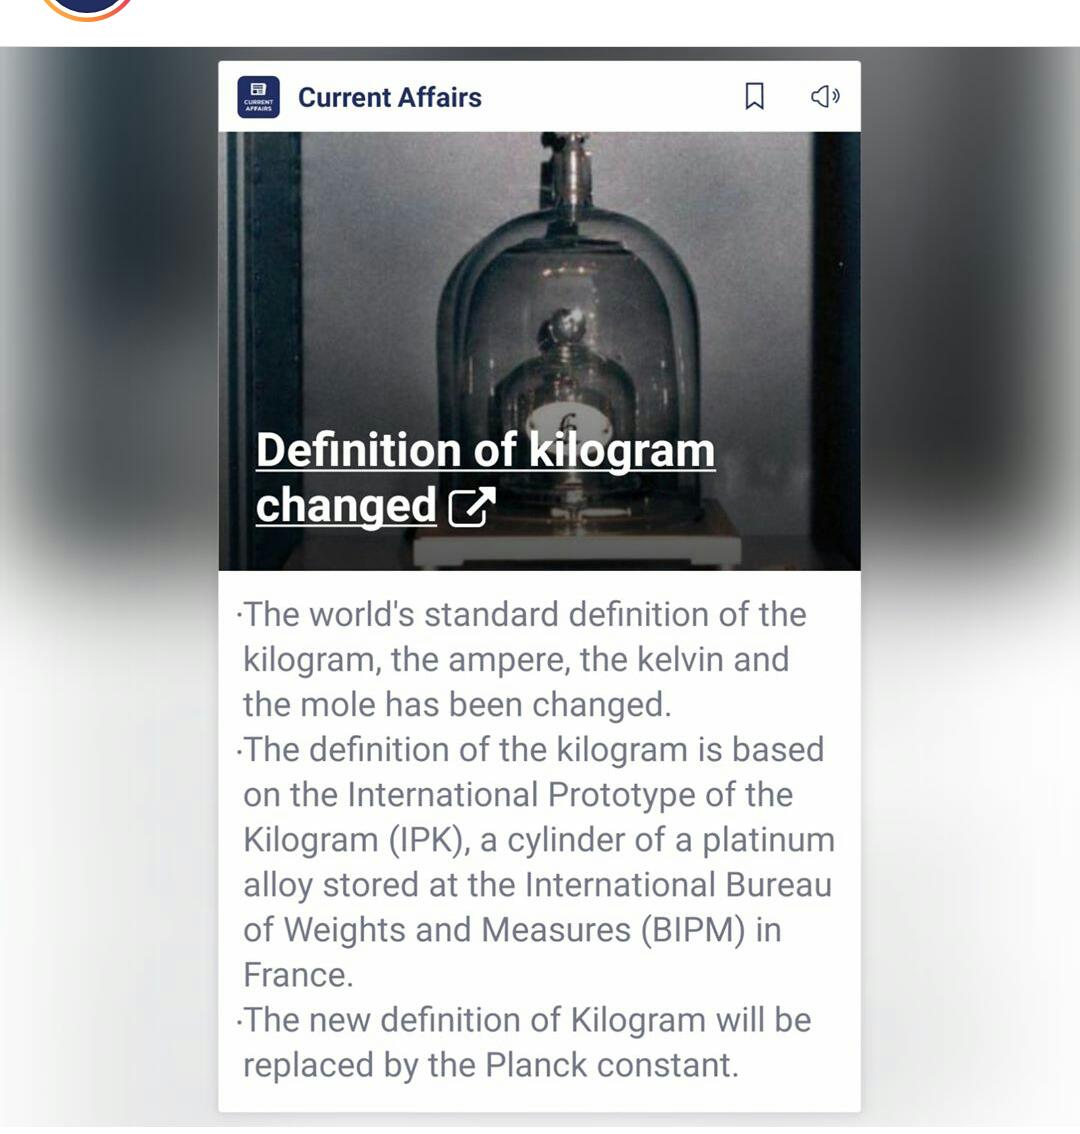 CURRENT
AFFAIRS
Current Affairs
6
Definition of kilogram
changed
·The world's standard definition of the
kilogram, the ampere, the kelvin and
the mole has been changed.
·The definition of the kilogram is based
on the International Prototype of the
Kilogram (IPK), a cylinder of a platinum
alloy stored at the International Bureau
of Weights and Measures (BIPM) in
France.
·The new definition of Kilogram will be
replaced by the Planck constant.